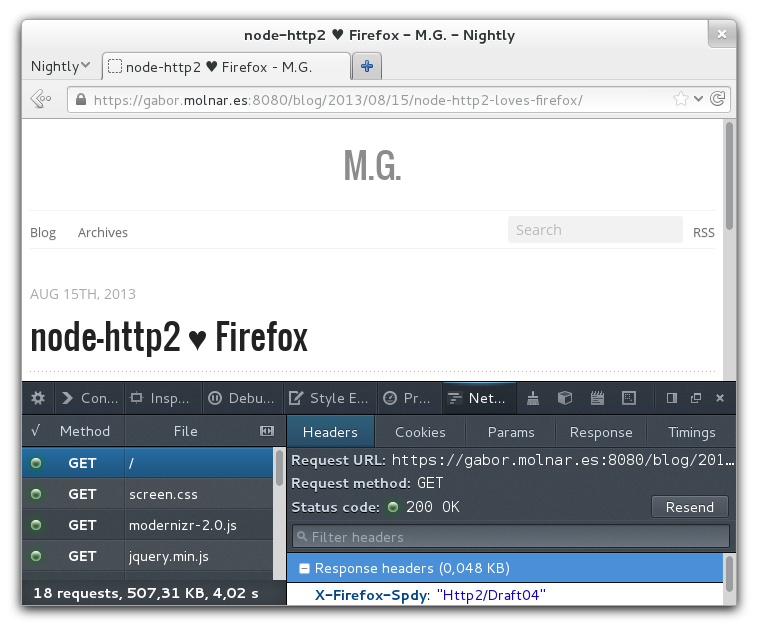 node-http2 ♥ Firefox - M.G. - Nightly
Nightly
node-http2 ♥ Firefox - M.G.
https://gabor.molnar.es:8080/blog/2013/08/15/node-http2-loves-firefox/
M.G.
Blog Archives Search RSS
AUG 15TH, 2013
node-http2 ♥ Firefox
Con... Insp... Debu... Style E... Pr... Net...
√ Method File
Headers Cookies Params Response Timings
GET /
GET screen.css
GET modernizr-2.0.js
GET jquery.min.js
18 requests, 507,31 KB, 4,02 s
Request URL: https://gabor.molnar.es:8080/blog/201...
Request method: GET
Status code: 200 OK Resend
Filter headers
Response headers (0,048 KB)
X-Firefox-Spdy: "Http2/Draft04"